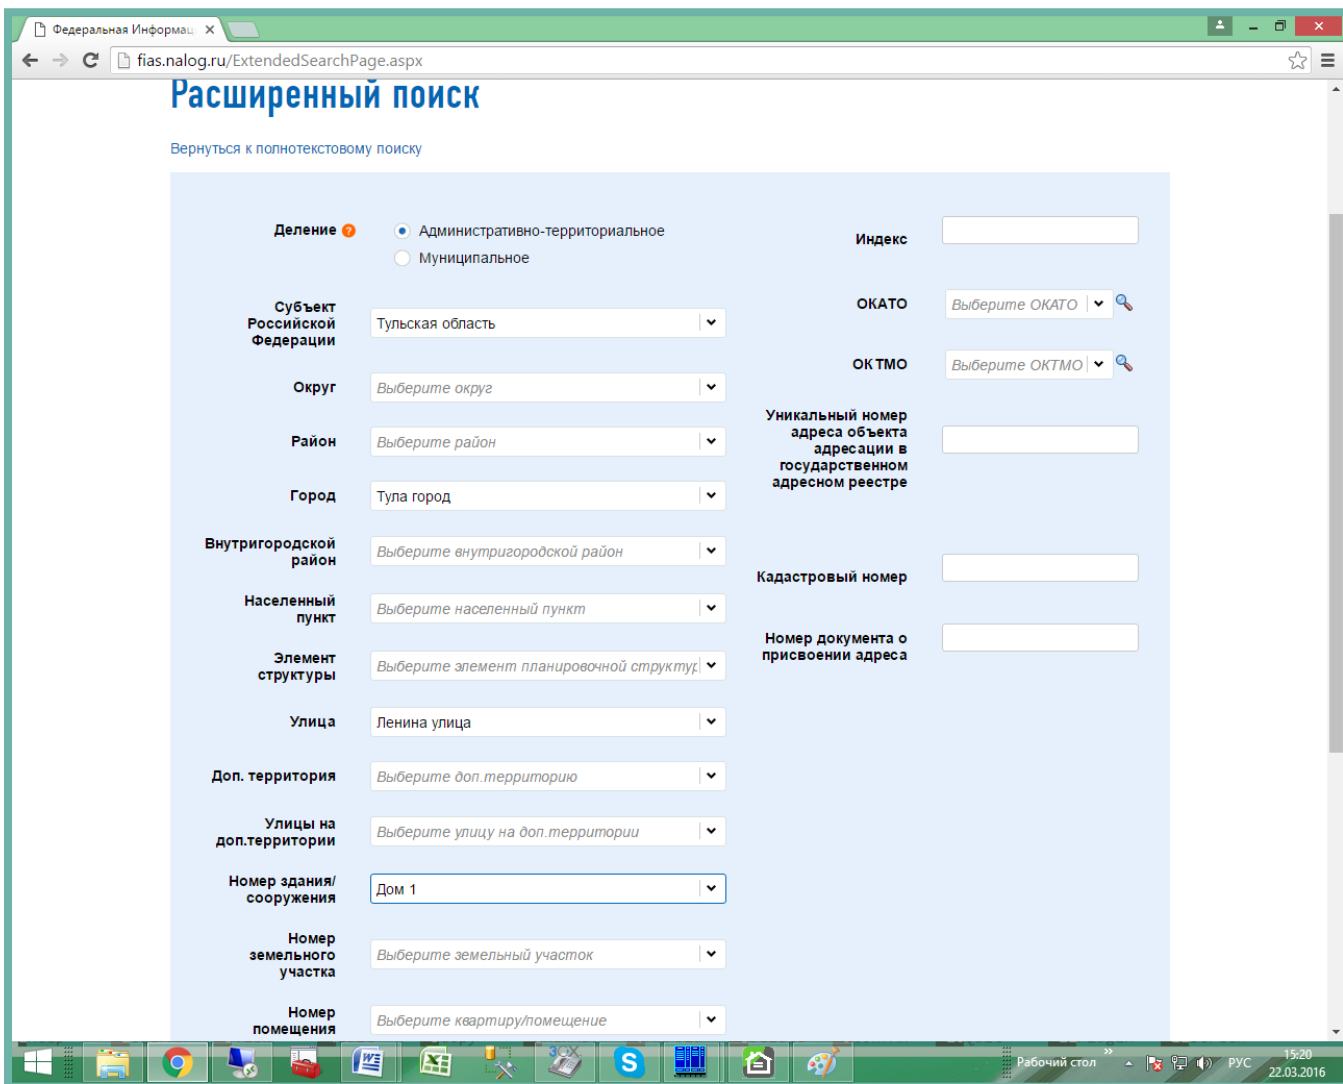 Федеральная Информац
fias.nalog.ru/ExtendedSearchPage.aspx
Расширенный поиск
Вернуться к полнотекстовому поиску
Деление ?
Административно-территориальное
Муниципальное
Субъект
Российской
Федерации
Тульская область
Округ
Выберите округ
Район
Выберите район
Город
Тула город
Внутригородской
район
Выберите внутригородской район
Населенный
пункт
Выберите населенный пункт
Элемент
структуры
Выберите элемент планировочной структур
Улица
Ленина улица
Доп. территория
Выберите доп.территорию
Улицы на
доп.территории
Выберите улицу на доп.территории
Номер здания/
сооружения
Дом 1
Номер
земельного
участка
Выберите земельный участок
Номер
помещения
Выберите квартиру/помещение
Индекс
ОКАТО
Выберите ОКАТО
ОКТМО
Выберите ОКТМО
Уникальный номер
адреса объекта
адресации в
государственном
адресном реестре
Кадастровый номер
Номер документа о
присвоении адреса
3CX
Рабочий стол
РУС
15:20
22.03.2016